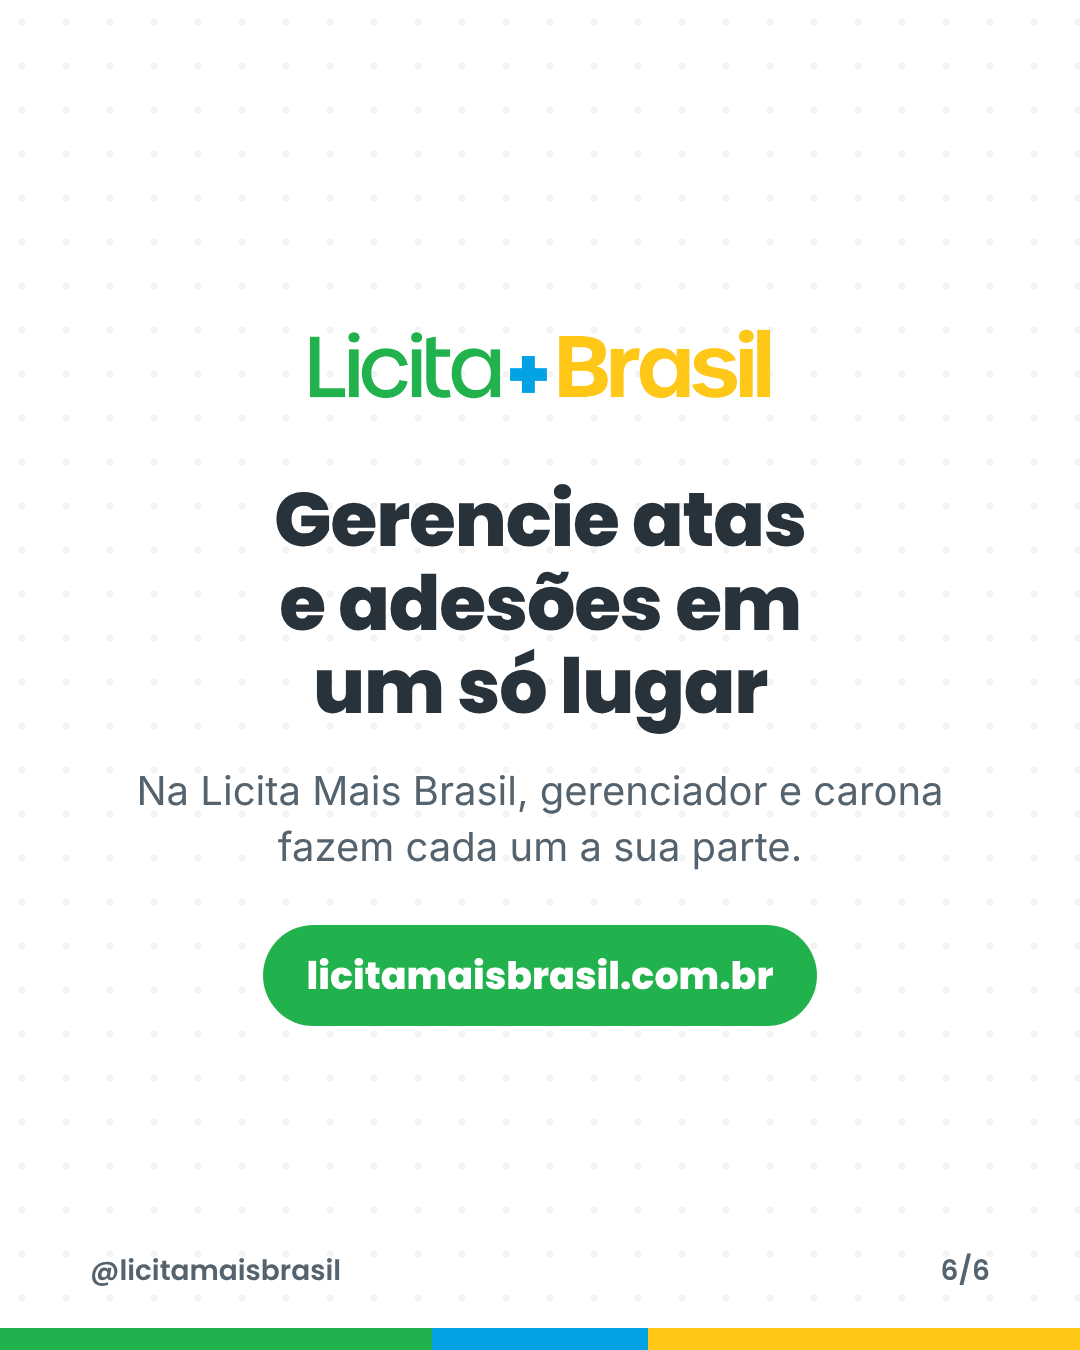 Licita+Brasil
Gerencie atas
e adesões em
um só lugar
Na Licita Mais Brasil, gerenciador e carona
fazem cada um a sua parte.
licitamaisbrasil.com.br
@licitamaisbrasil
6/6